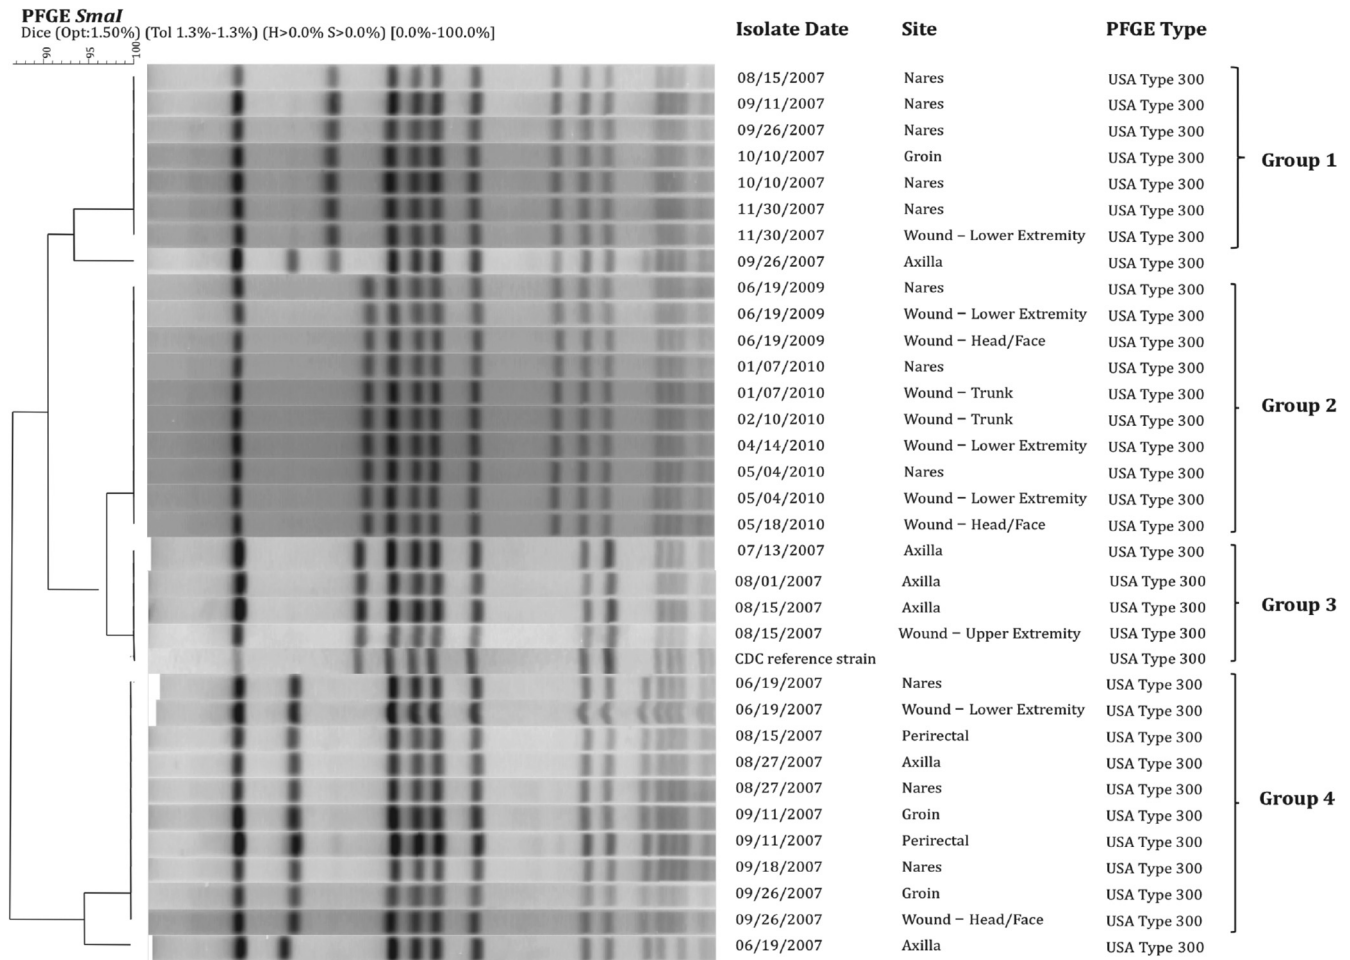 PFGE SmaI
Dice (Opt:1.50%) (Tol 1.3%-1.3%) (H>0.0% S>0.0%) [0.0%-100.0%]
90 95 100
Isolate Date Site PFGE Type
08/15/2007 Nares USA Type 300
09/11/2007 Nares USA Type 300
09/26/2007 Nares USA Type 300
10/10/2007 Groin USA Type 300
Group 1
10/10/2007 Nares USA Type 300
11/30/2007 Nares USA Type 300
11/30/2007 Wound – Lower Extremity USA Type 300
09/26/2007 Axilla USA Type 300
06/19/2009 Nares USA Type 300
06/19/2009 Wound – Lower Extremity USA Type 300
06/19/2009 Wound – Head/Face USA Type 300
01/07/2010 Nares USA Type 300
01/07/2010 Wound – Trunk USA Type 300
Group 2
02/10/2010 Wound – Trunk USA Type 300
04/14/2010 Wound – Lower Extremity USA Type 300
05/04/2010 Nares USA Type 300
05/04/2010 Wound – Lower Extremity USA Type 300
05/18/2010 Wound – Head/Face USA Type 300
07/13/2007 Axilla USA Type 300
08/01/2007 Axilla USA Type 300
Group 3
08/15/2007 Axilla USA Type 300
08/15/2007 Wound – Upper Extremity USA Type 300
CDC reference strain USA Type 300
06/19/2007 Nares USA Type 300
06/19/2007 Wound – Lower Extremity USA Type 300
08/15/2007 Perirectal USA Type 300
08/27/2007 Axilla USA Type 300
08/27/2007 Nares USA Type 300
Group 4
09/11/2007 Groin USA Type 300
09/11/2007 Perirectal USA Type 300
09/18/2007 Nares USA Type 300
09/26/2007 Groin USA Type 300
09/26/2007 Wound – Head/Face USA Type 300
06/19/2007 Axilla USA Type 300